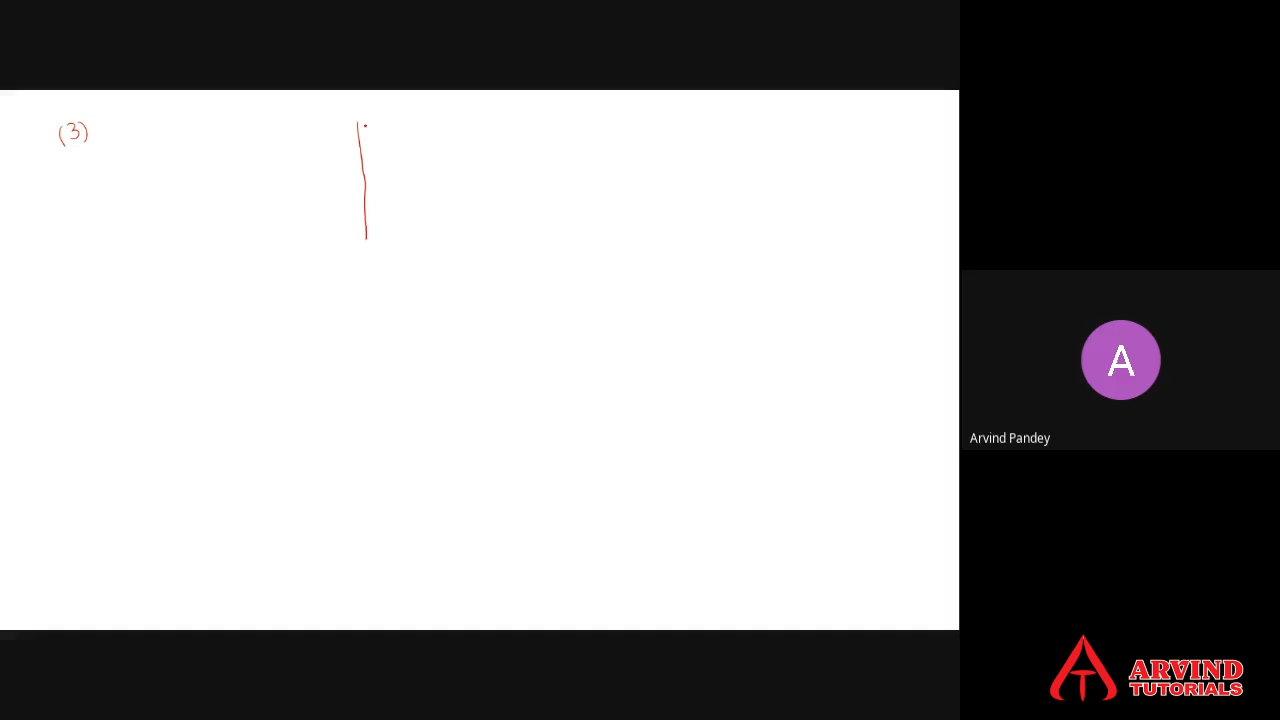 (3)
A
Arvind Pandey
ARVIND
TUTORIALS